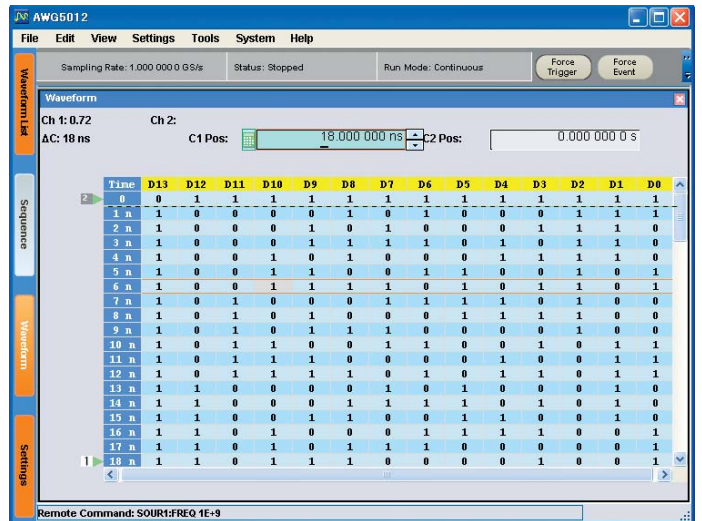 AWG5012
File Edit View Settings Tools System Help
Sampling Rate: 1.000 000 0 GS/s Status: Stopped Run Mode: Continuous Force Trigger Force Event
Waveform List
Sequence
Waveform
Settings
Waveform
Ch 1: 0.72 Ch 2:
ΔC: 18 ns C1 Pos: 18.000 000 ns C2 Pos: 0.000 000 0 s
Time D13 D12 D11 D10 D9 D8 D7 D6 D5 D4 D3 D2 D1 D0
2 0 0 1 1 1 1 1 1 1 1 1 1 1 1 1
1 n 1 0 0 0 0 1 0 1 0 0 0 1 1 1
2 n 1 0 0 0 1 0 1 0 0 0 1 1 1 0
3 n 1 0 0 0 1 1 1 1 0 1 0 1 1 0
4 n 1 0 0 1 0 1 0 0 0 1 1 1 1 0
5 n 1 0 0 1 1 0 0 1 1 0 0 1 0 1
6 n 1 0 0 1 1 1 1 0 1 0 1 1 0 1
7 n 1 0 1 0 0 0 1 1 1 1 0 1 0 0
8 n 1 0 1 0 1 0 0 0 1 1 1 1 0 0
9 n 1 0 1 0 1 1 1 0 0 0 0 1 0 0
10 n 1 0 1 1 0 0 1 1 0 0 1 0 1 1
11 n 1 0 1 1 1 0 0 0 0 1 0 0 1 1
12 n 1 0 1 1 1 1 0 1 0 1 1 0 1 0
13 n 1 1 0 0 0 0 1 0 1 0 0 0 1 0
14 n 1 1 0 0 0 1 1 1 1 0 1 0 1 0
15 n 1 1 0 0 1 1 0 0 1 1 0 0 1 0
16 n 1 1 0 1 0 0 0 1 1 1 1 0 0 1
17 n 1 1 0 1 0 1 1 1 0 0 0 0 0 1
1 18 n 1 1 0 1 1 1 0 0 0 0 1 0 0 1
Remote Command: SOUR1:FREQ 1E+9